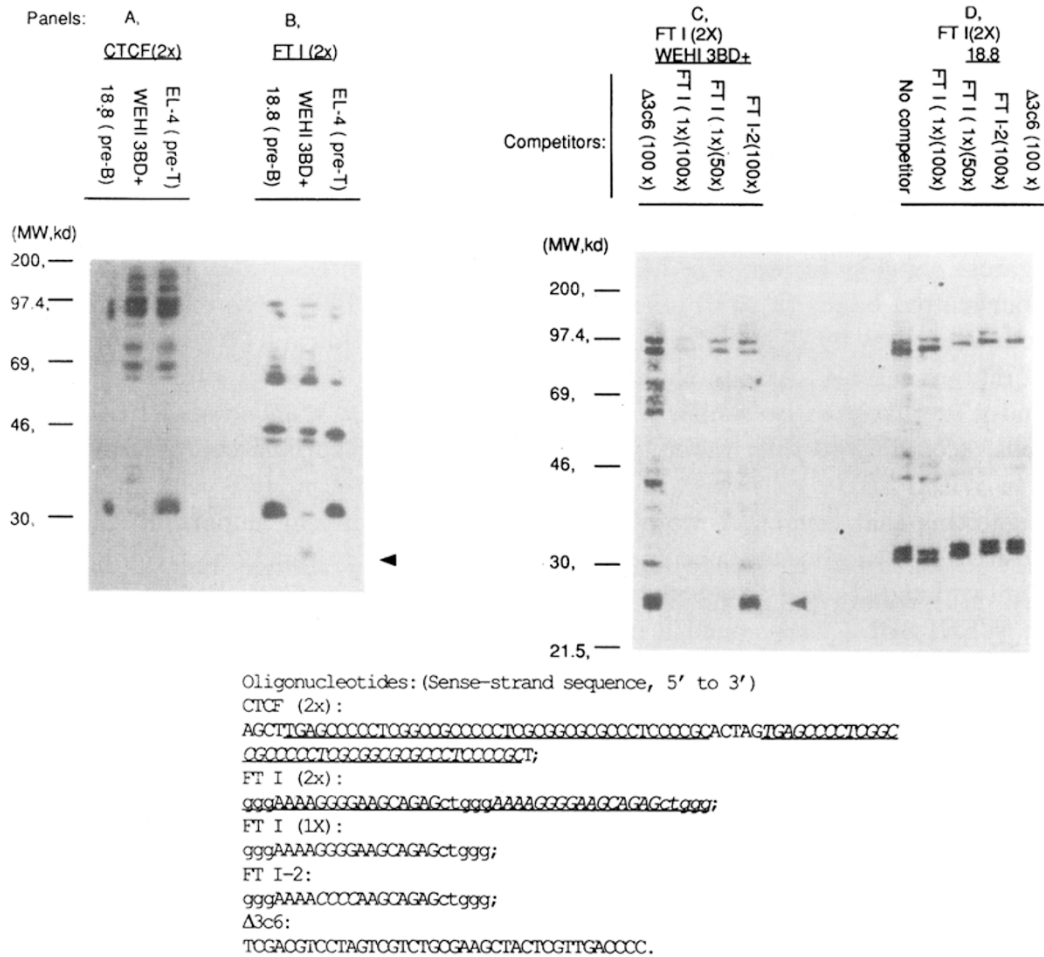 Panels:
A,
CTCF(2x)
18.8 ( pre-B)
WEHI 3BD+
EL-4 ( pre-T)
B,
FT I (2x)
18.8 ( pre-B)
WEHI 3BD+
EL-4 ( pre-T)
(MW,kd)
200,
97.4,
69,
46,
30,
C,
FT I (2X)
WEHI 3BD+
Competitors:
Δ3c6 (100 x)
FT I ( 1x)(100x)
FT I ( 1x)(50x)
FT I-2(100x)
D,
FT I(2X)
18.8
No competitor
FT I ( 1x)(100x)
FT I ( 1x)(50x)
FT I-2 (100x)
Δ3c6 (100 x)
(MW,kd)
200,
97.4,
69,
46,
30,
21.5,
Oligonucleotides: (Sense-strand sequence, 5' to 3')
CTCF (2x):
AGCTTGAGCCCCCTCGGCCGCCCCCTCGCGGCGCGCCCTCCCCGCACTAGTGAGCCCCTCGGC
CGCCCCCTCGCGGCGCGCCCTCCCCGCT;
FT I (2x):
gggAAAAGGGGAAGCAGAGctgggAAAAGGGGAAGCAGAGctggg;
FT I (1X):
gggAAAAGGGGAAGCAGAGctggg;
FT I-2:
gggAAAACCCCAAGCAGAGctggg;
Δ3c6:
TCGACGTCCTAGTCGTCTGCGAAGCTACTCGTTGACCCC.